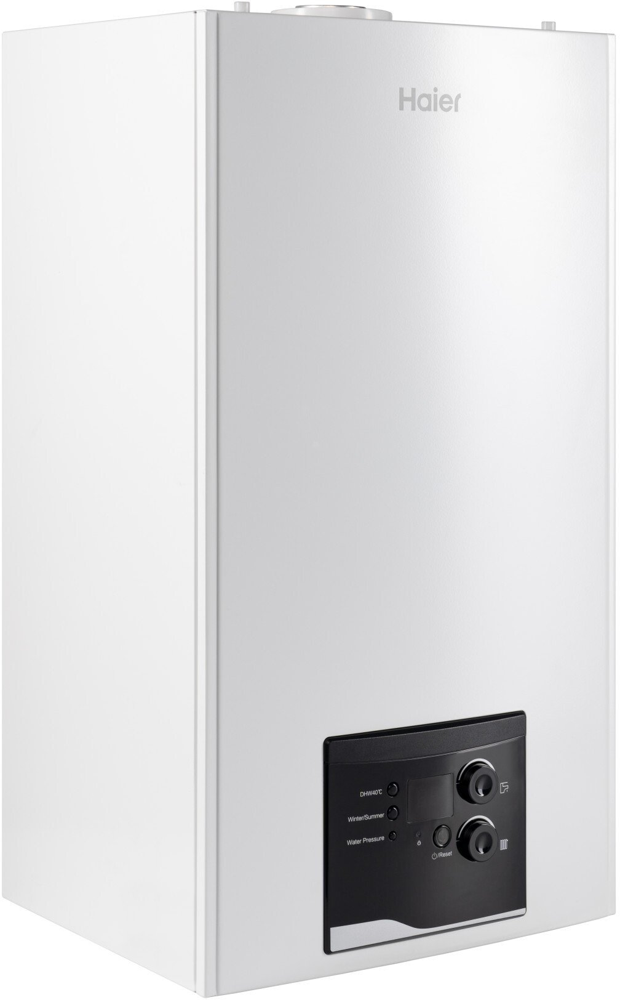 Haier
DHW40℃
Winter/Summer
Water Pressure
⏻/Reset